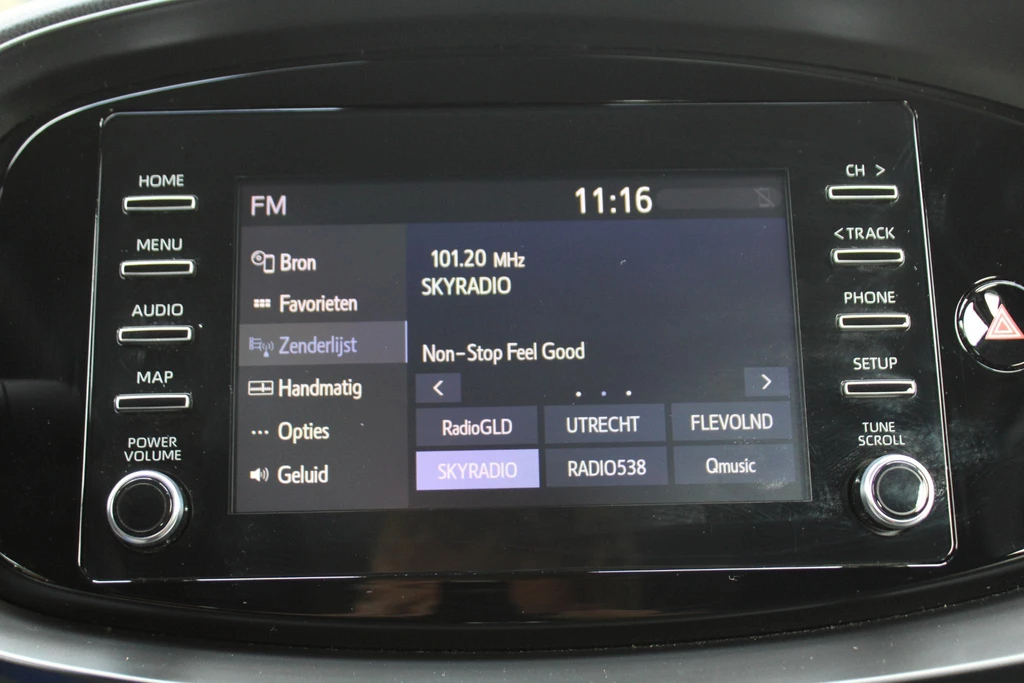 HOME
MENU
AUDIO
MAP
POWER
VOLUME
FM
11:16
Bron
Favorieten
Zenderlijst
Handmatig
Opties
Geluid
101.20 MHz
SKYRADIO
Non-Stop Feel Good
< >
RadioGLD UTRECHT FLEVOLND
SKYRADIO RADIO538 Qmusic
CH >
<TRACK
PHONE
SETUP
TUNE
SCROLL